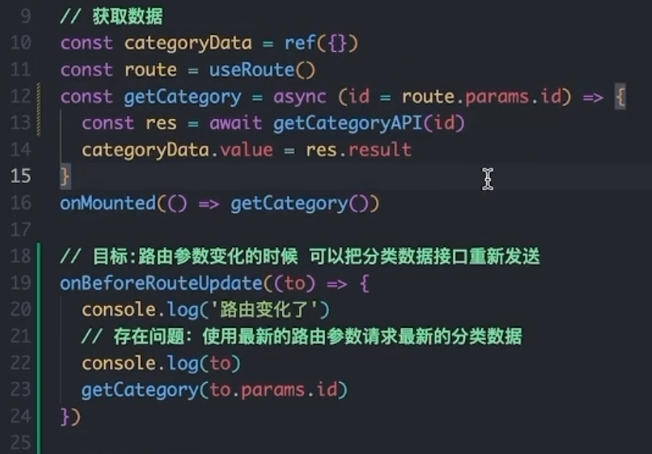 9 // 获取数据
10 const categoryData = ref({})
11 const route = useRoute()
12 const getCategory = async (id = route.params.id) => {
13 const res = await getCategoryAPI(id)
14 categoryData.value = res.result
15 }
16 onMounted(() => getCategory())
17
18 // 目标:路由参数变化的时候 可以把分类数据接口重新发送
19 onBeforeRouteUpdate((to) => {
20 console.log('路由变化了')
21 // 存在问题：使用最新的路由参数请求最新的分类数据
22 console.log(to)
23 getCategory(to.params.id)
24 })
25